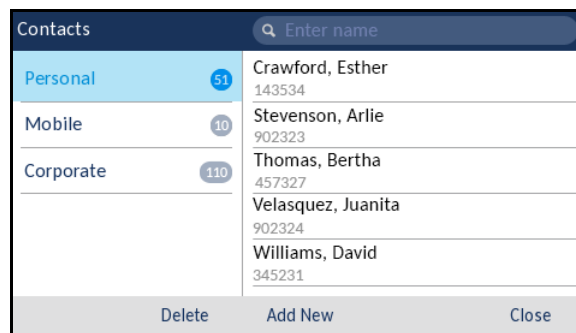 Contacts
Enter name
Personal
51
Mobile
10
Corporate
110
Crawford, Esther
143534
Stevenson, Arlie
902323
Thomas, Bertha
457327
Velasquez, Juanita
902324
Williams, David
345231
Delete
Add New
Close